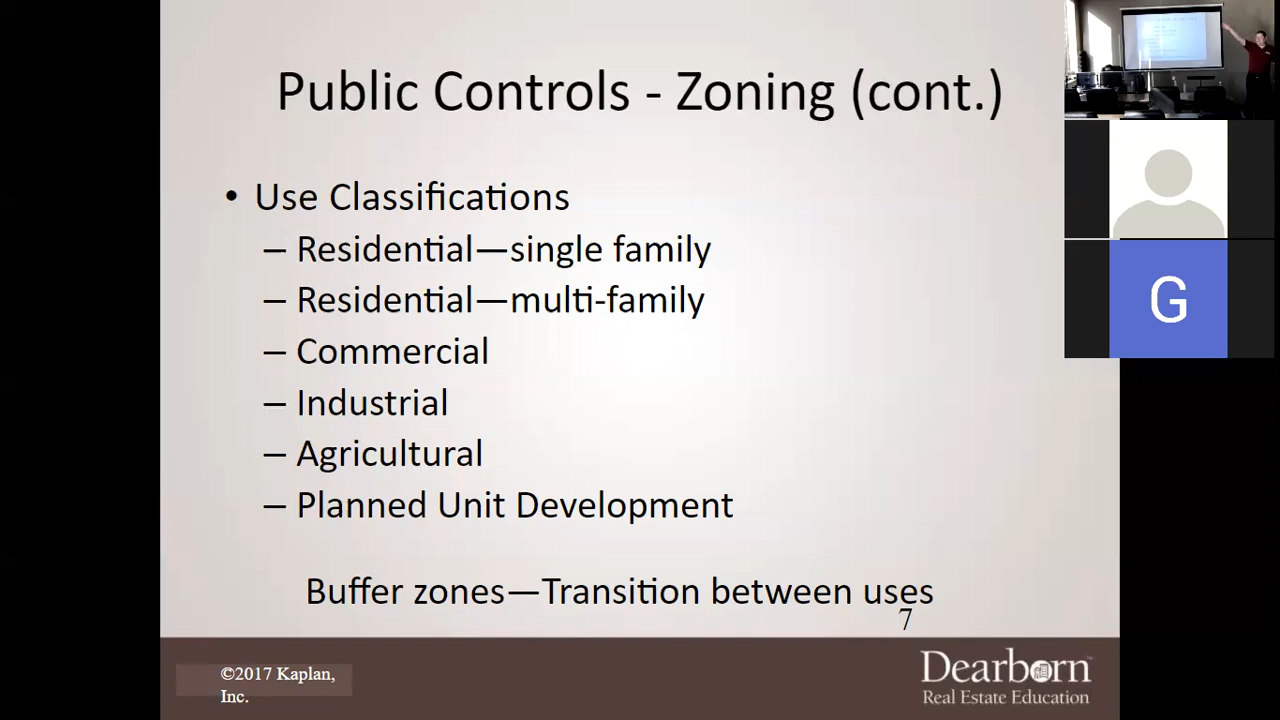 Public Controls - Zoning (cont.)
• Use Classifications
– Residential—single family
– Residential—multi-family
– Commercial
– Industrial
– Agricultural
– Planned Unit Development
Buffer zones—Transition between uses
7
©2017 Kaplan,
Inc.
Dearborn
Real Estate Education
G